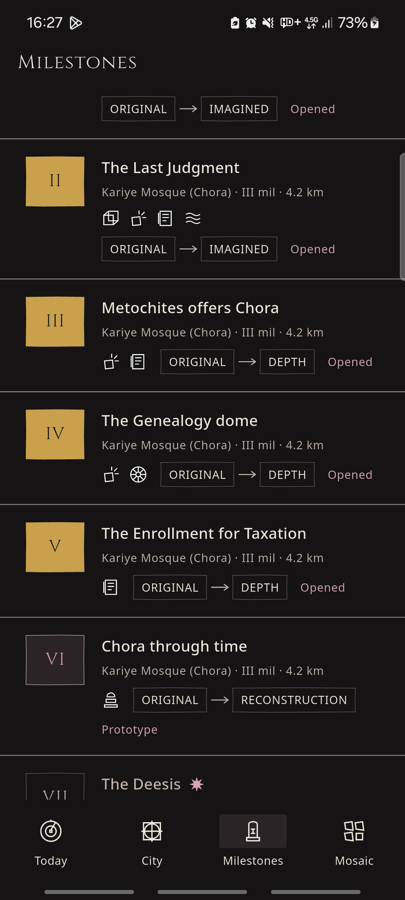 16:27
HD+ 4.5G 73%
Milestones
ORIGINAL → IMAGINED Opened
II
The Last Judgment
Kariye Mosque (Chora) · III mil · 4.2 km
ORIGINAL → IMAGINED Opened
III
Metochites offers Chora
Kariye Mosque (Chora) · III mil · 4.2 km
ORIGINAL → DEPTH Opened
IV
The Genealogy dome
Kariye Mosque (Chora) · III mil · 4.2 km
ORIGINAL → DEPTH Opened
V
The Enrollment for Taxation
Kariye Mosque (Chora) · III mil · 4.2 km
ORIGINAL → DEPTH Opened
VI
Chora through time
Kariye Mosque (Chora) · III mil · 4.2 km
ORIGINAL → RECONSTRUCTION
Prototype
VII
The Deesis
Today City Milestones Mosaic